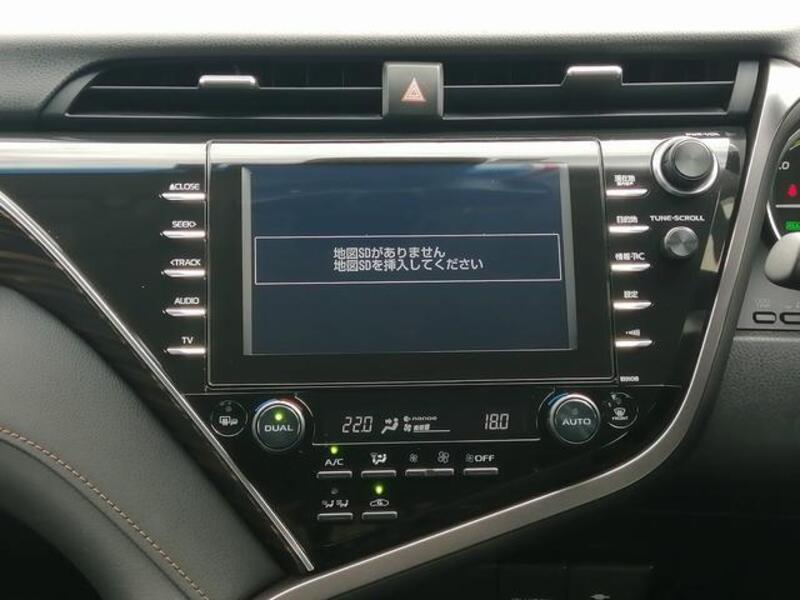 ▲CLOSE
SEEK>
<TRACK
AUDIO
TV
地図SDがありません
地図SDを挿入してください
現在地
目的地
TUNE•SCROLL
情報・TC
設定
DUAL
22.0
nanoe
18.0
AUTO
FRONT
A/C
OFF